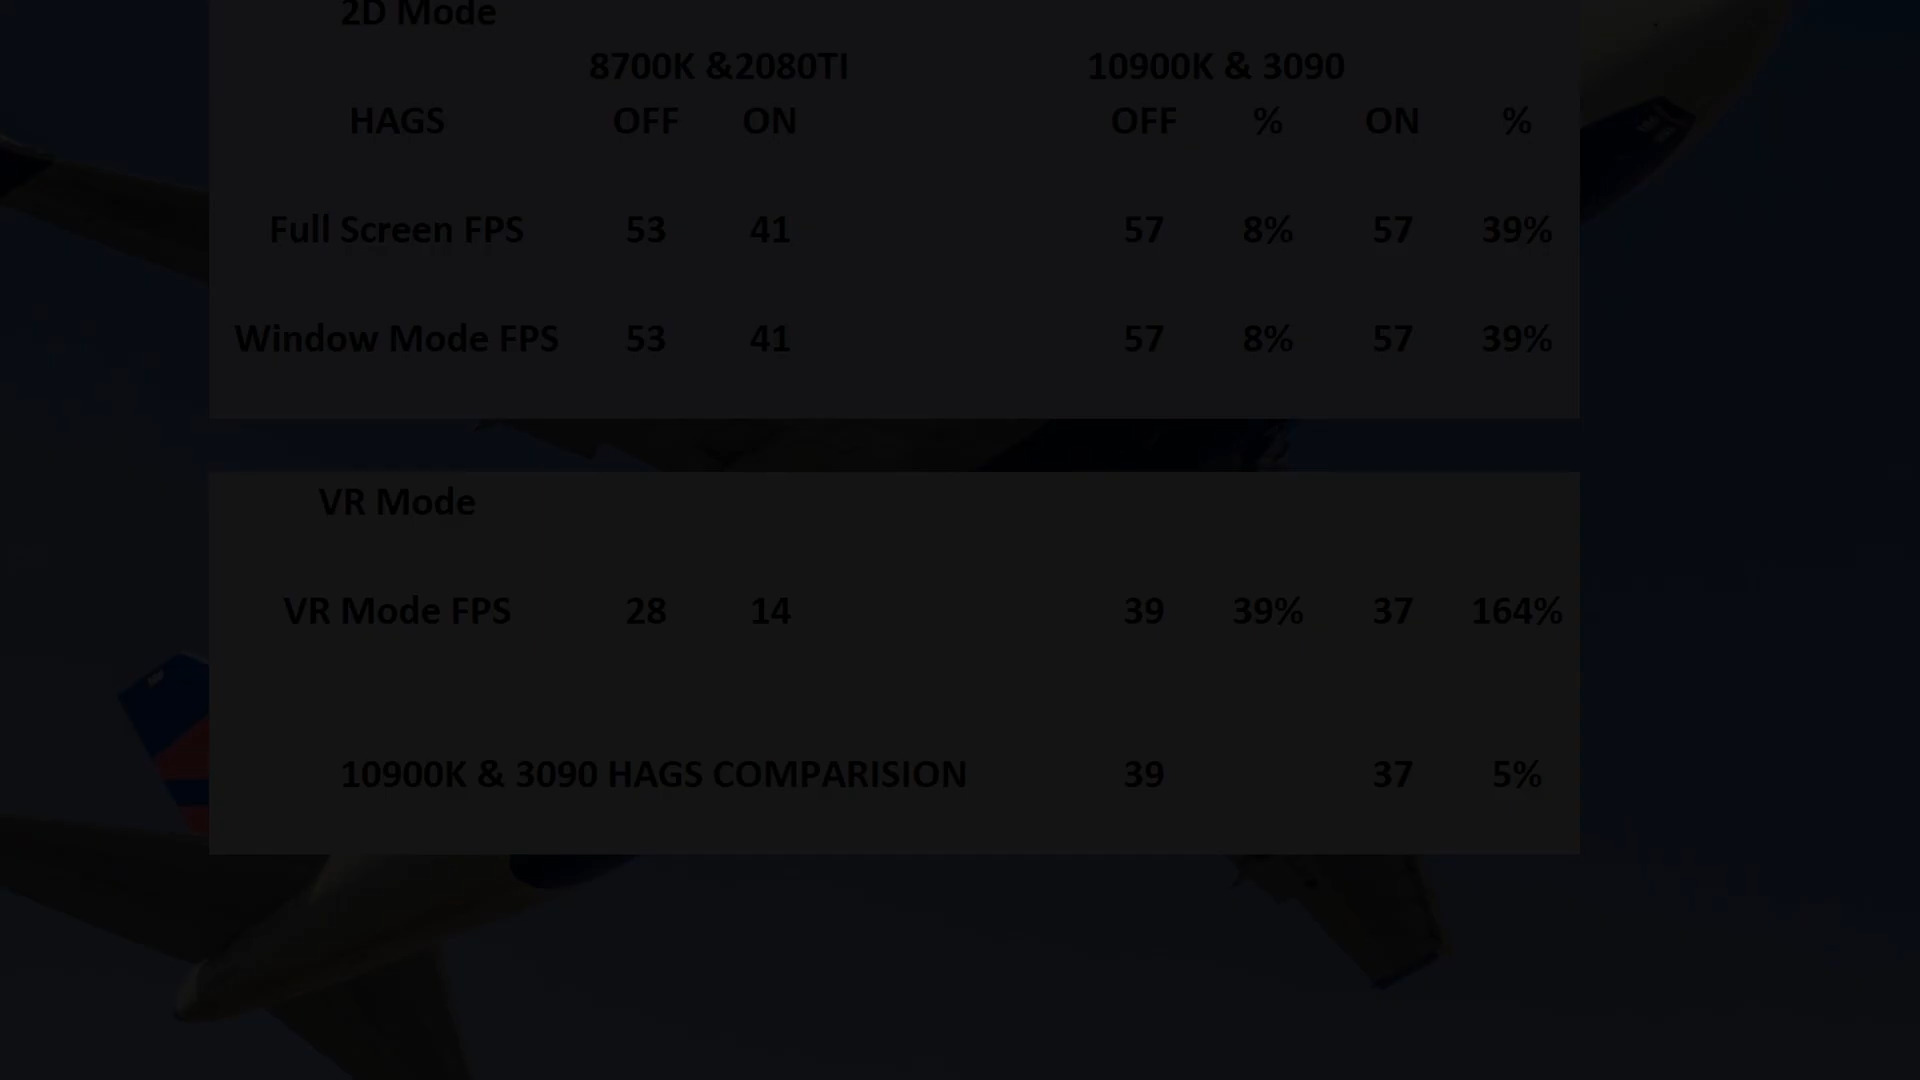 2D Mode
8700K &2080TI 10900K & 3090
HAGS OFF ON OFF % ON %
Full Screen FPS 53 41 57 8% 57 39%
Window Mode FPS 53 41 57 8% 57 39%
VR Mode
VR Mode FPS 28 14 39 39% 37 164%
10900K & 3090 HAGS COMPARISION 39 37 5%